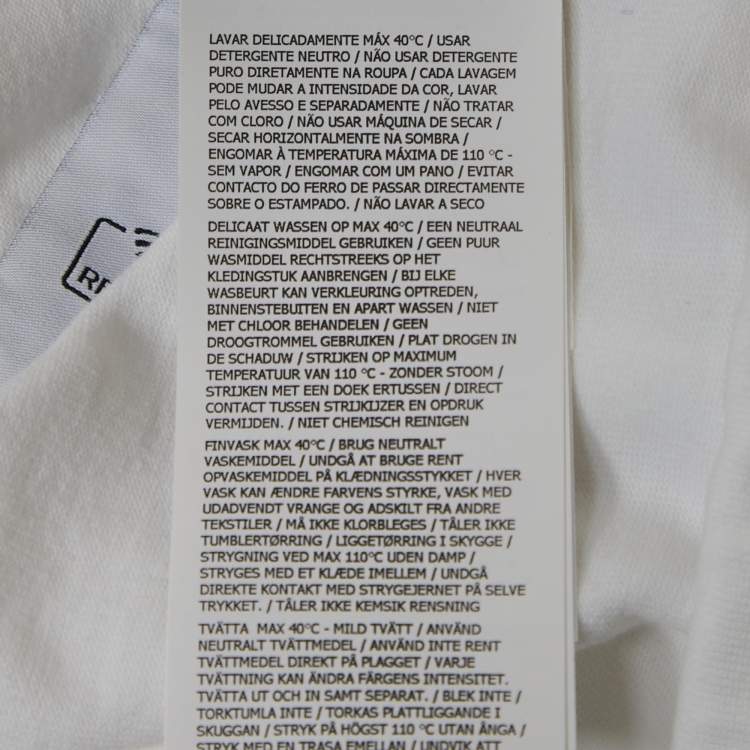 LAVAR DELICADAMENTE MÁX 40°C / USAR
DETERGENTE NEUTRO / NÃO USAR DETERGENTE
PURO DIRETAMENTE NA ROUPA / CADA LAVAGEM
PODE MUDAR A INTENSIDADE DA COR, LAVAR
PELO AVESSO E SEPARADAMENTE / NÃO TRATAR
COM CLORO / NÃO USAR MÁQUINA DE SECAR /
SECAR HORIZONTALMENTE NA SOMBRA /
ENGOMAR À TEMPERATURA MÁXIMA DE 110 °C -
SEM VAPOR / ENGOMAR COM UM PANO / EVITAR
CONTACTO DO FERRO DE PASSAR DIRECTAMENTE
SOBRE O ESTAMPADO. / NÃO LAVAR A SECO
DELICAAT WASSEN OP MAX 40°C / EEN NEUTRAAL
REINIGINGSMIDDEL GEBRUIKEN / GEEN PUUR
WASMIDDEL RECHTSTREEKS OP HET
KLEDINGSTUK AANBRENGEN / BIJ ELKE
WASBEURT KAN VERKLEURING OPTREDEN,
BINNENSTEBUITEN EN APART WASSEN / NIET
MET CHLOOR BEHANDELEN / GEEN
DROOGTROMMEL GEBRUIKEN / PLAT DROGEN IN
DE SCHADUW / STRIJKEN OP MAXIMUM
TEMPERATUUR VAN 110 °C - ZONDER STOOM /
STRIJKEN MET EEN DOEK ERTUSSEN / DIRECT
CONTACT TUSSEN STRIJKIJZER EN OPDRUK
VERMIJDEN. / NIET CHEMISCH REINIGEN
FINVASK MAX 40°C / BRUG NEUTRALT
VASKEMIDDEL / UNDGÅ AT BRUGE RENT
OPVASKEMIDDEL PÅ KLÆDNINGSSTYKKET / HVER
VASK KAN ÆNDRE FARVENS STYRKE, VASK MED
UDADVENDT VRANGE OG ADSKILT FRA ANDRE
TEKSTILER / MÅ IKKE KLORBLEGES / TÅLER IKKE
TUMBLERTØRRING / LIGGETØRRING I SKYGGE /
STRYGNING VED MAX 110°C UDEN DAMP /
STRYGES MED ET KLÆDE IMELLEM / UNDGÅ
DIREKTE KONTAKT MED STRYGEJERNET PÅ SELVE
TRYKKET. / TÅLER IKKE KEMSIK RENSNING
TVÄTTA MAX 40°C - MILD TVÄTT / ANVÄND
NEUTRALT TVÄTTMEDEL / ANVÄND INTE RENT
TVÄTTMEDEL DIREKT PÅ PLAGGET / VARJE
TVÄTTNING KAN ÄNDRA FÄRGENS INTENSITET.
TVÄTTA UT OCH IN SAMT SEPARAT. / BLEK INTE /
TORKTUMLA INTE / TORKAS PLATTLIGGANDE I
SKUGGAN / STRYK PÅ HÖGST 110 °C UTAN ÅNGA /
STRYK MED EN TRASA EMELLAN / UNDVIK ATT